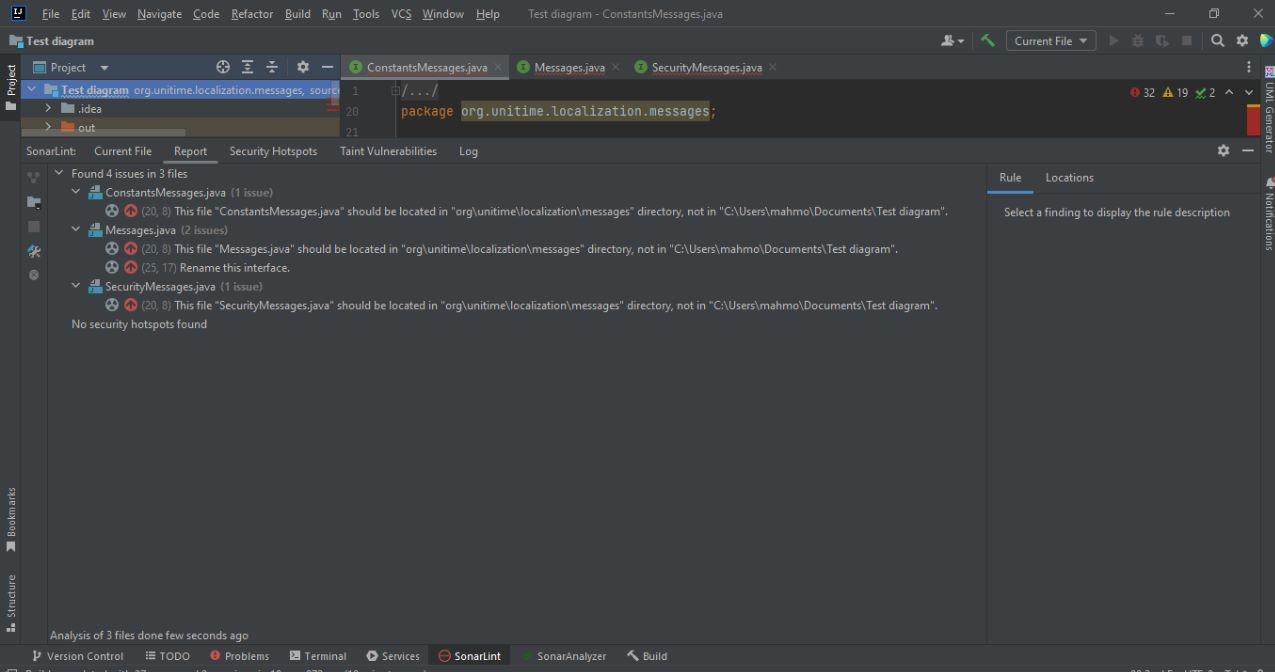 File Edit View Navigate Code Refactor Build Run Tools VCS Window Help Test diagram - ConstantsMessages.java
Test diagram Current File
Project ConstantsMessages.java Messages.java SecurityMessages.java
Project
Test diagram org.unitime.localization.messages, source 1 /.../ 32 19 2
.idea 20 package org.unitime.localization.messages;
out 21
UML Generator
SonarLint: Current File Report Security Hotspots Taint Vulnerabilities Log
Found 4 issues in 3 files Rule Locations
ConstantsMessages.java (1 issue)
(20, 8) This file "ConstantsMessages.java" should be located in "org\unitime\localization\messages" directory, not in "C:\Users\mahmo\Documents\Test diagram". Select a finding to display the rule description
Notifications
Messages.java (2 issues)
(20, 8) This file "Messages.java" should be located in "org\unitime\localization\messages" directory, not in "C:\Users\mahmo\Documents\Test diagram".
(25, 17) Rename this interface.
SecurityMessages.java (1 issue)
(20, 8) This file "SecurityMessages.java" should be located in "org\unitime\localization\messages" directory, not in "C:\Users\mahmo\Documents\Test diagram".
No security hotspots found
Bookmarks
Structure
Analysis of 3 files done few seconds ago
Version Control TODO Problems Terminal Services SonarLint SonarAnalyzer Build